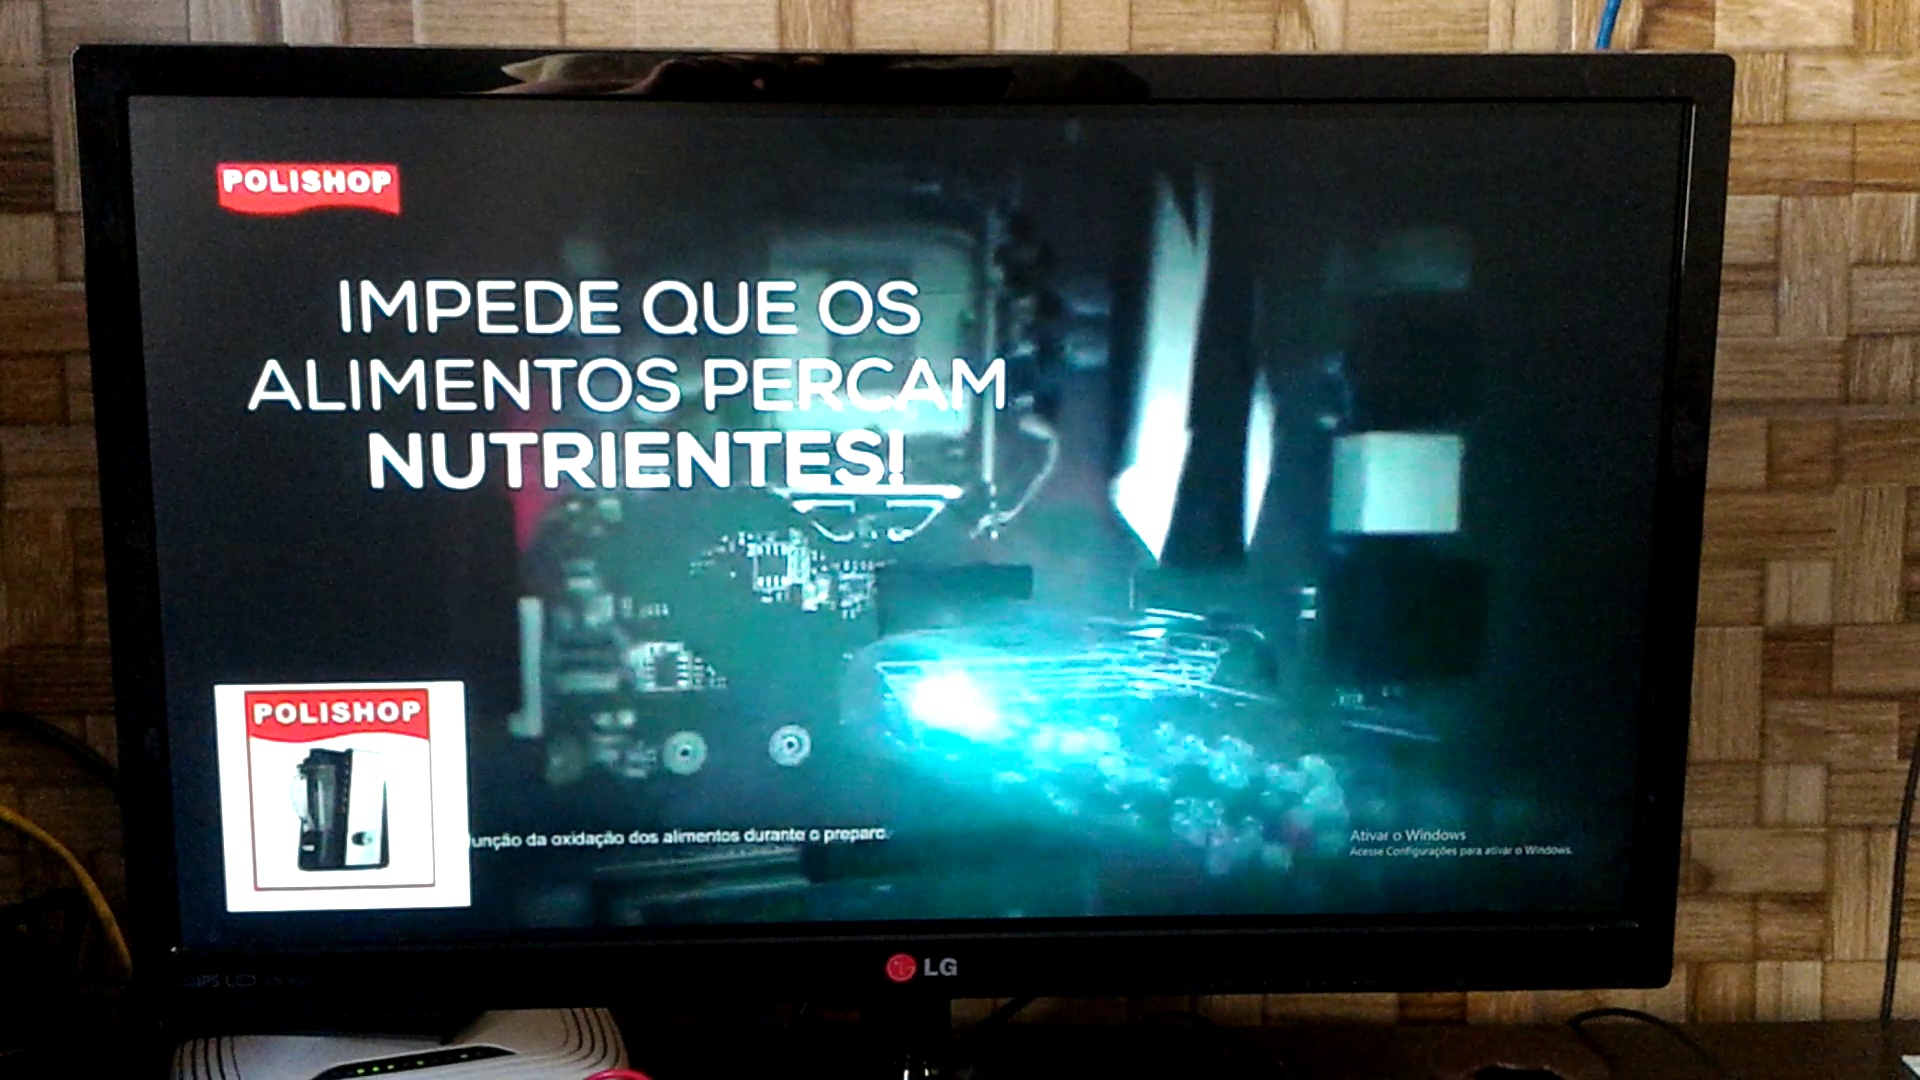 POLISHOP
IMPEDE QUE OS
ALIMENTOS PERCAM
NUTRIENTES!
POLISHOP
unção da oxidação dos alimentos durante o preparo.
Ativar o Windows
Acesse Configurações para ativar o Windows.
LG